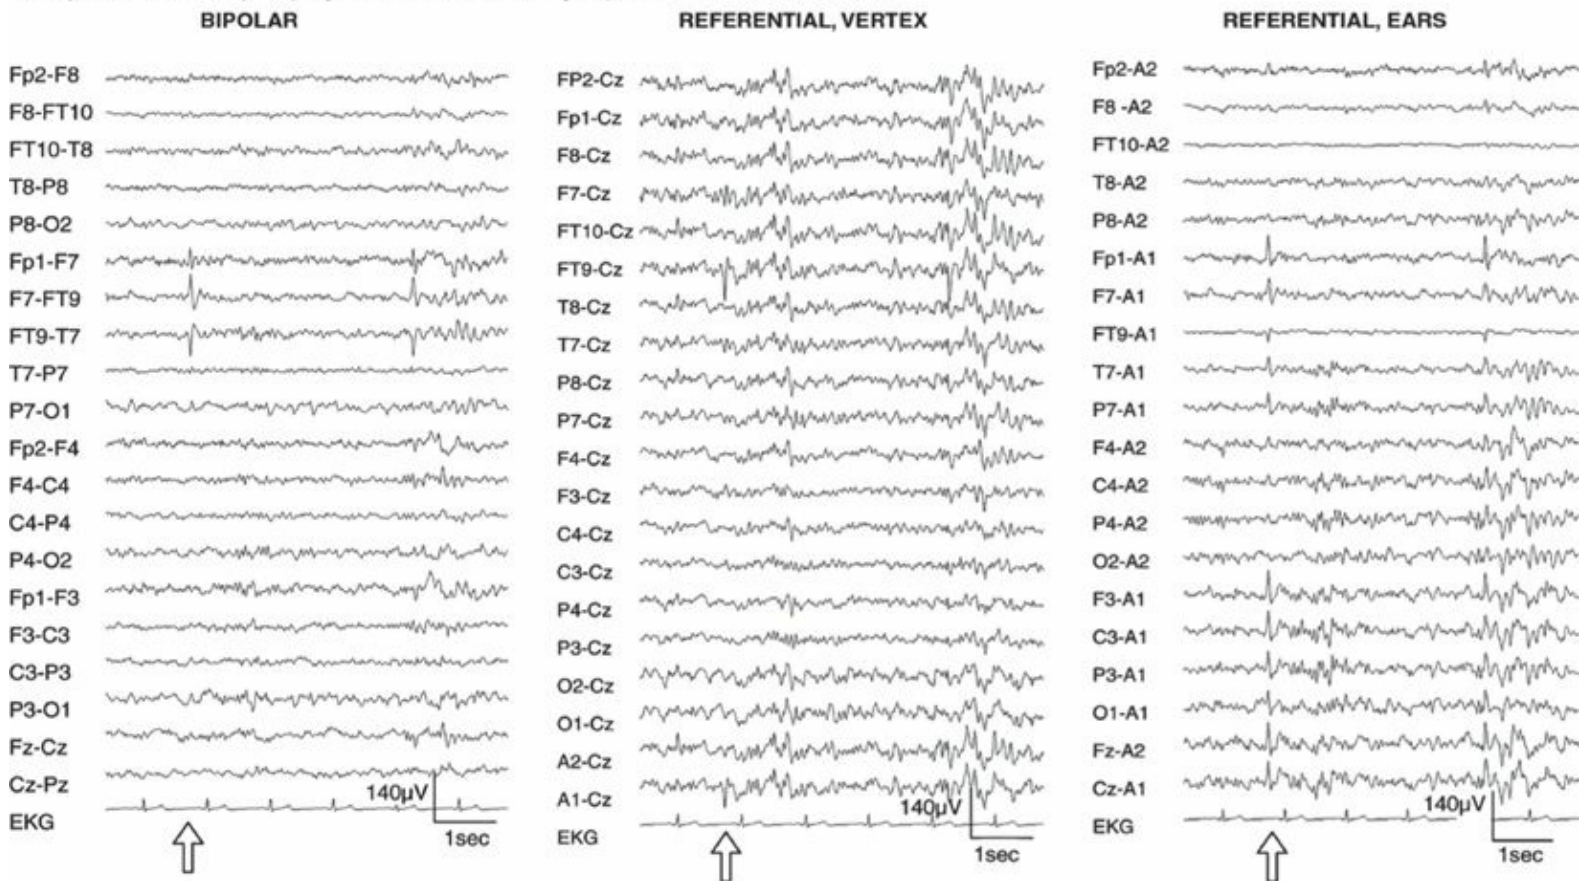 BIPOLAR
Fp2-F8
F8-FT10
FT10-T8
T8-P8
P8-O2
Fp1-F7
F7-FT9
FT9-T7
T7-P7
P7-O1
Fp2-F4
F4-C4
C4-P4
P4-O2
Fp1-F3
F3-C3
C3-P3
P3-O1
Fz-Cz
Cz-Pz
EKG
140µV
1sec
REFERENTIAL, VERTEX
FP2-Cz
Fp1-Cz
F8-Cz
F7-Cz
FT10-Cz
FT9-Cz
T8-Cz
T7-Cz
P8-Cz
P7-Cz
F4-Cz
F3-Cz
C4-Cz
C3-Cz
P4-Cz
P3-Cz
O2-Cz
O1-Cz
A2-Cz
A1-Cz
EKG
140µV
1sec
REFERENTIAL, EARS
Fp2-A2
F8 -A2
FT10-A2
T8-A2
P8-A2
Fp1-A1
F7-A1
FT9-A1
T7-A1
P7-A1
F4-A2
C4-A2
P4-A2
O2-A2
F3-A1
C3-A1
P3-A1
O1-A1
Fz-A2
Cz-A1
EKG
140µV
1sec